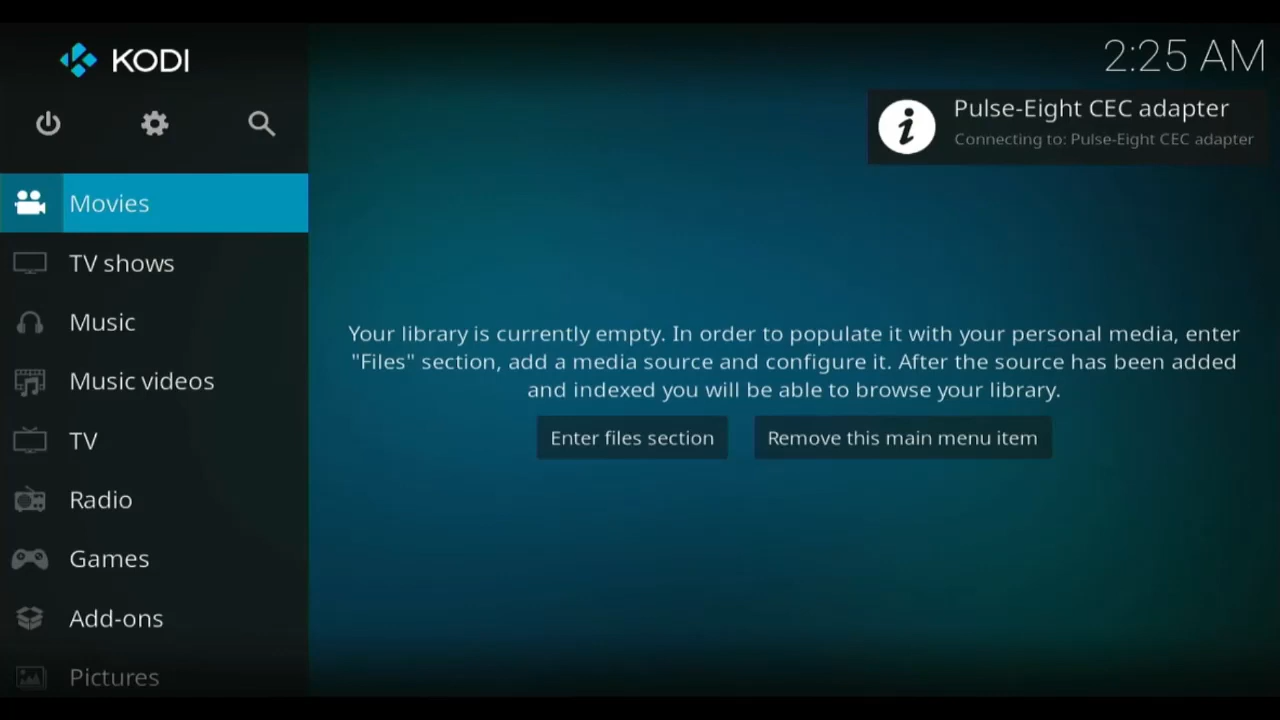 KODI
2:25 AM
Pulse-Eight CEC adapter
Connecting to: Pulse-Eight CEC adapter
Movies
TV shows
Music
Music videos
TV
Radio
Games
Add-ons
Pictures
Your library is currently empty. In order to populate it with your personal media, enter
"Files" section, add a media source and configure it. After the source has been added
and indexed you will be able to browse your library.
Enter files section
Remove this main menu item